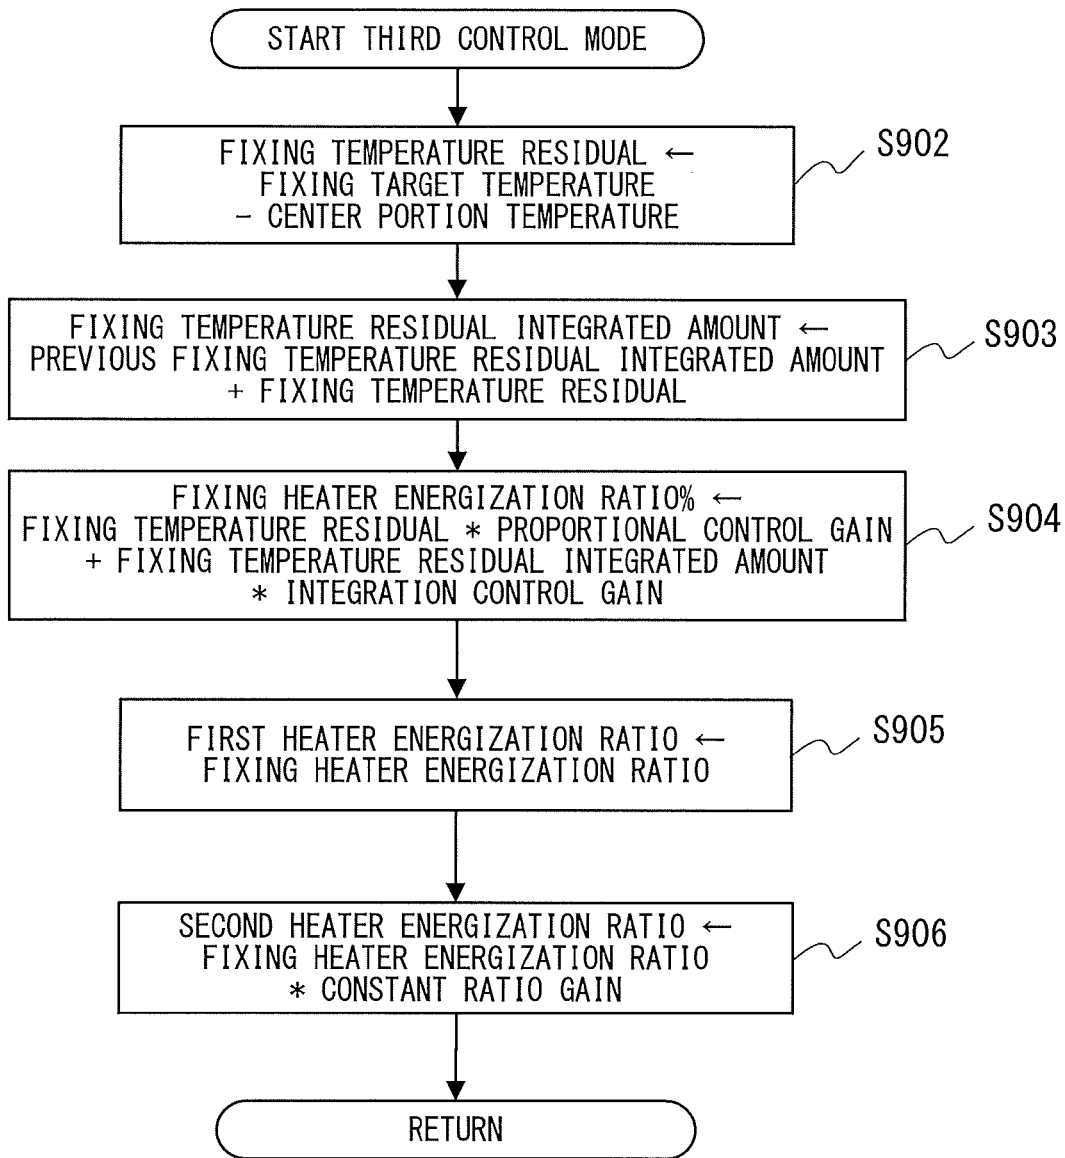 START THIRD CONTROL MODE
FIXING TEMPERATURE RESIDUAL ←
FIXING TARGET TEMPERATURE
- CENTER PORTION TEMPERATURE
S902
FIXING TEMPERATURE RESIDUAL INTEGRATED AMOUNT ←
PREVIOUS FIXING TEMPERATURE RESIDUAL INTEGRATED AMOUNT
+ FIXING TEMPERATURE RESIDUAL
S903
FIXING HEATER ENERGIZATION RATIO% ←
FIXING TEMPERATURE RESIDUAL * PROPORTIONAL CONTROL GAIN
+ FIXING TEMPERATURE RESIDUAL INTEGRATED AMOUNT
* INTEGRATION CONTROL GAIN
S904
FIRST HEATER ENERGIZATION RATIO ←
FIXING HEATER ENERGIZATION RATIO
S905
SECOND HEATER ENERGIZATION RATIO ←
FIXING HEATER ENERGIZATION RATIO
* CONSTANT RATIO GAIN
S906
RETURN